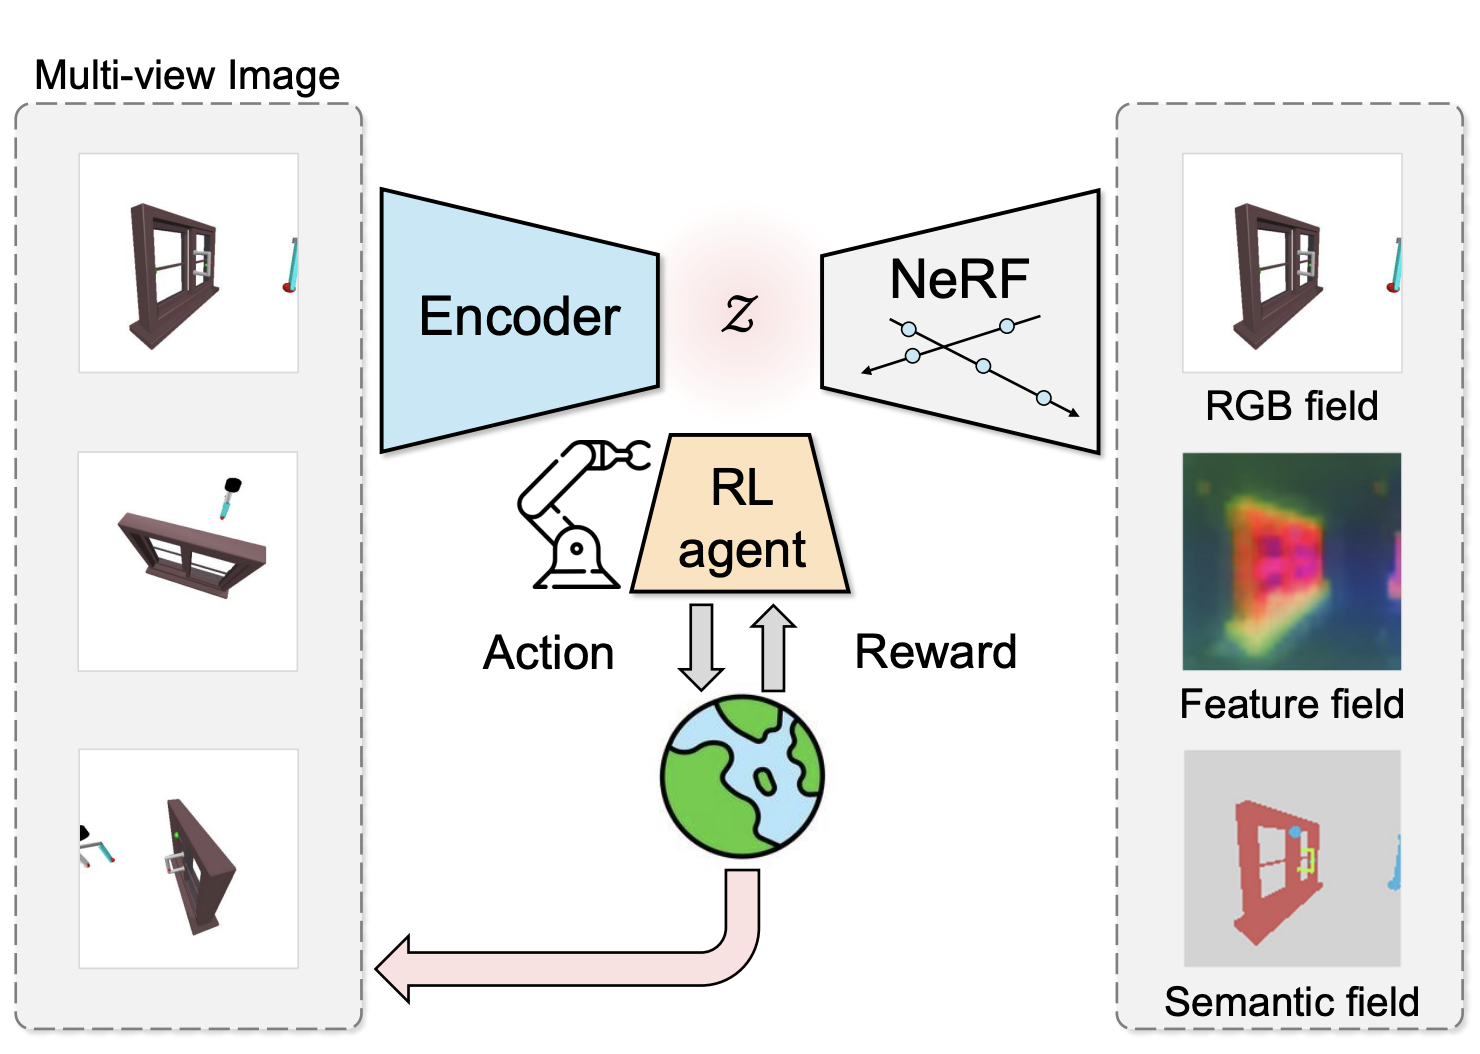 Multi-view Image
Encoder
z
NeRF
RL
agent
Action
Reward
RGB field
Feature field
Semantic field